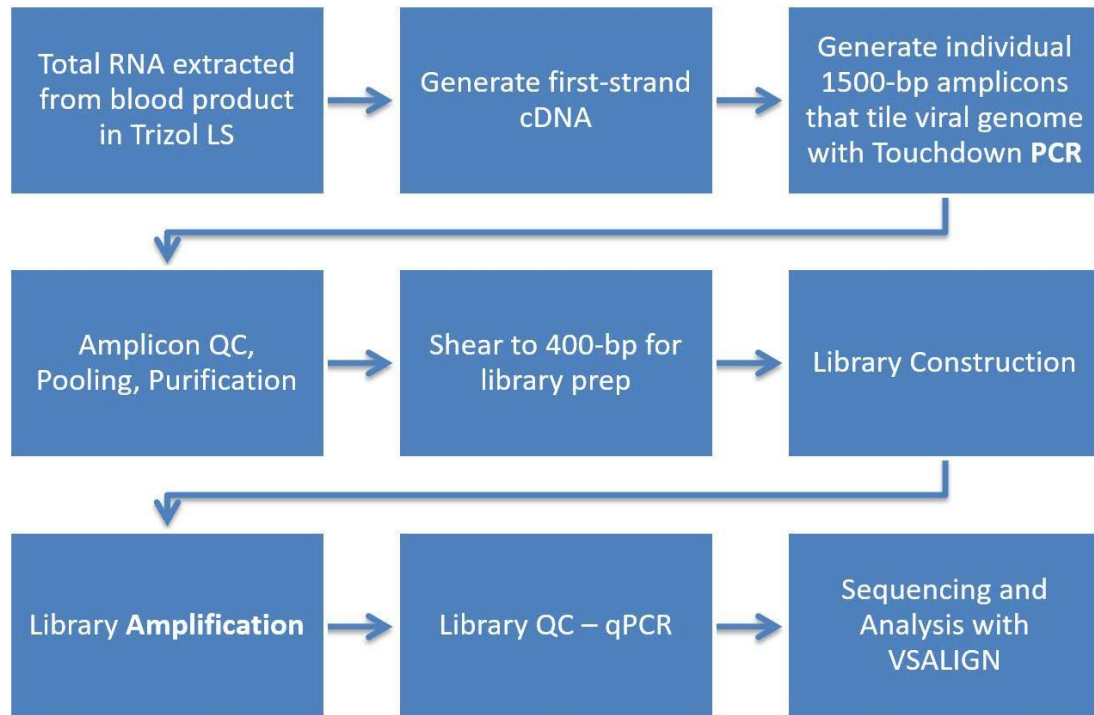 Total RNA extracted
from blood product
in Trizol LS
Generate first-strand
cDNA
Generate individual
1500-bp amplicons
that tile viral genome
with Touchdown PCR
Amplicon QC,
Pooling, Purification
Shear to 400-bp for
library prep
Library Construction
Library Amplification
Library QC – qPCR
Sequencing and
Analysis with
VSALIGN